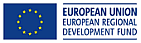 EUROPEAN UNION
EUROPEAN REGIONAL
DEVELOPMENT FUND